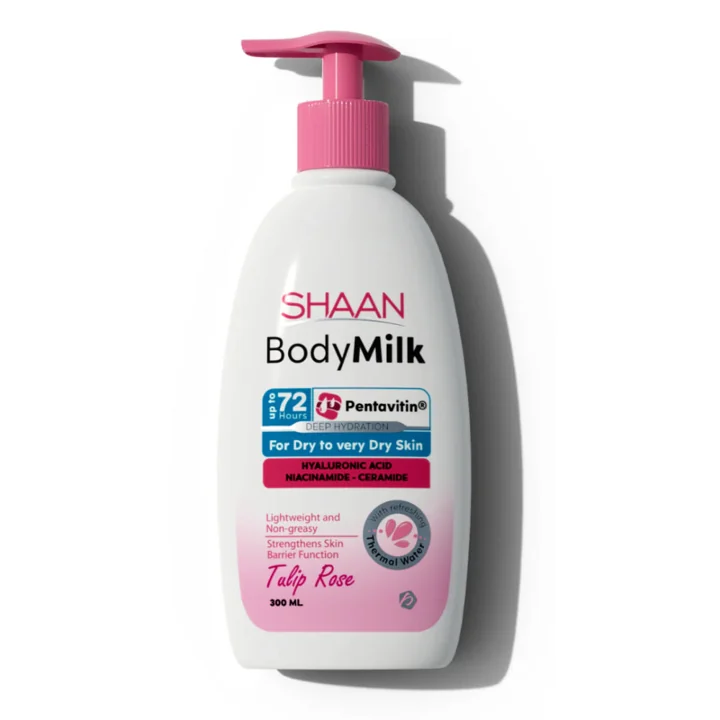 SHAAN
BodyMilk
up to 72 Hours
Pentavitin®
DEEP HYDRATION
For Dry to very Dry Skin
HYALURONIC ACID
NIACINAMIDE - CERAMIDE
Lightweight and
Non-greasy
Strengthens Skin
Barrier Function
With refreshing
Thermal Water
Tulip Rose
300 ML